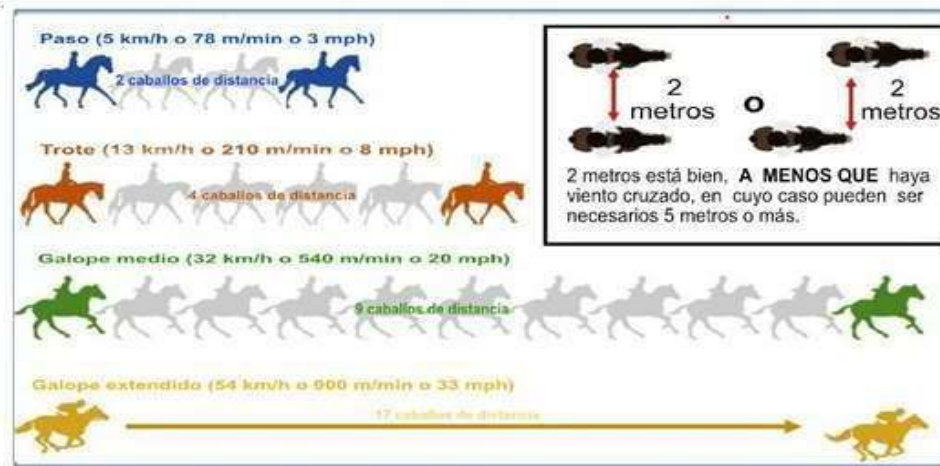 Paso (5 km/h o 78 m/min o 3 mph)
2 caballos de distancia
Trote (13 km/h o 210 m/min o 8 mph)
4 caballos de distancia
Galope medio (32 km/h o 540 m/min o 20 mph)
9 caballos de distancia
Galope extendido (54 km/h o 900 m/min o 33 mph)
17 caballos de distancia
2
metros
O
2
metros
2 metros está bien, A MENOS QUE haya
viento cruzado, en cuyo caso pueden ser
necesarios 5 metros o más.